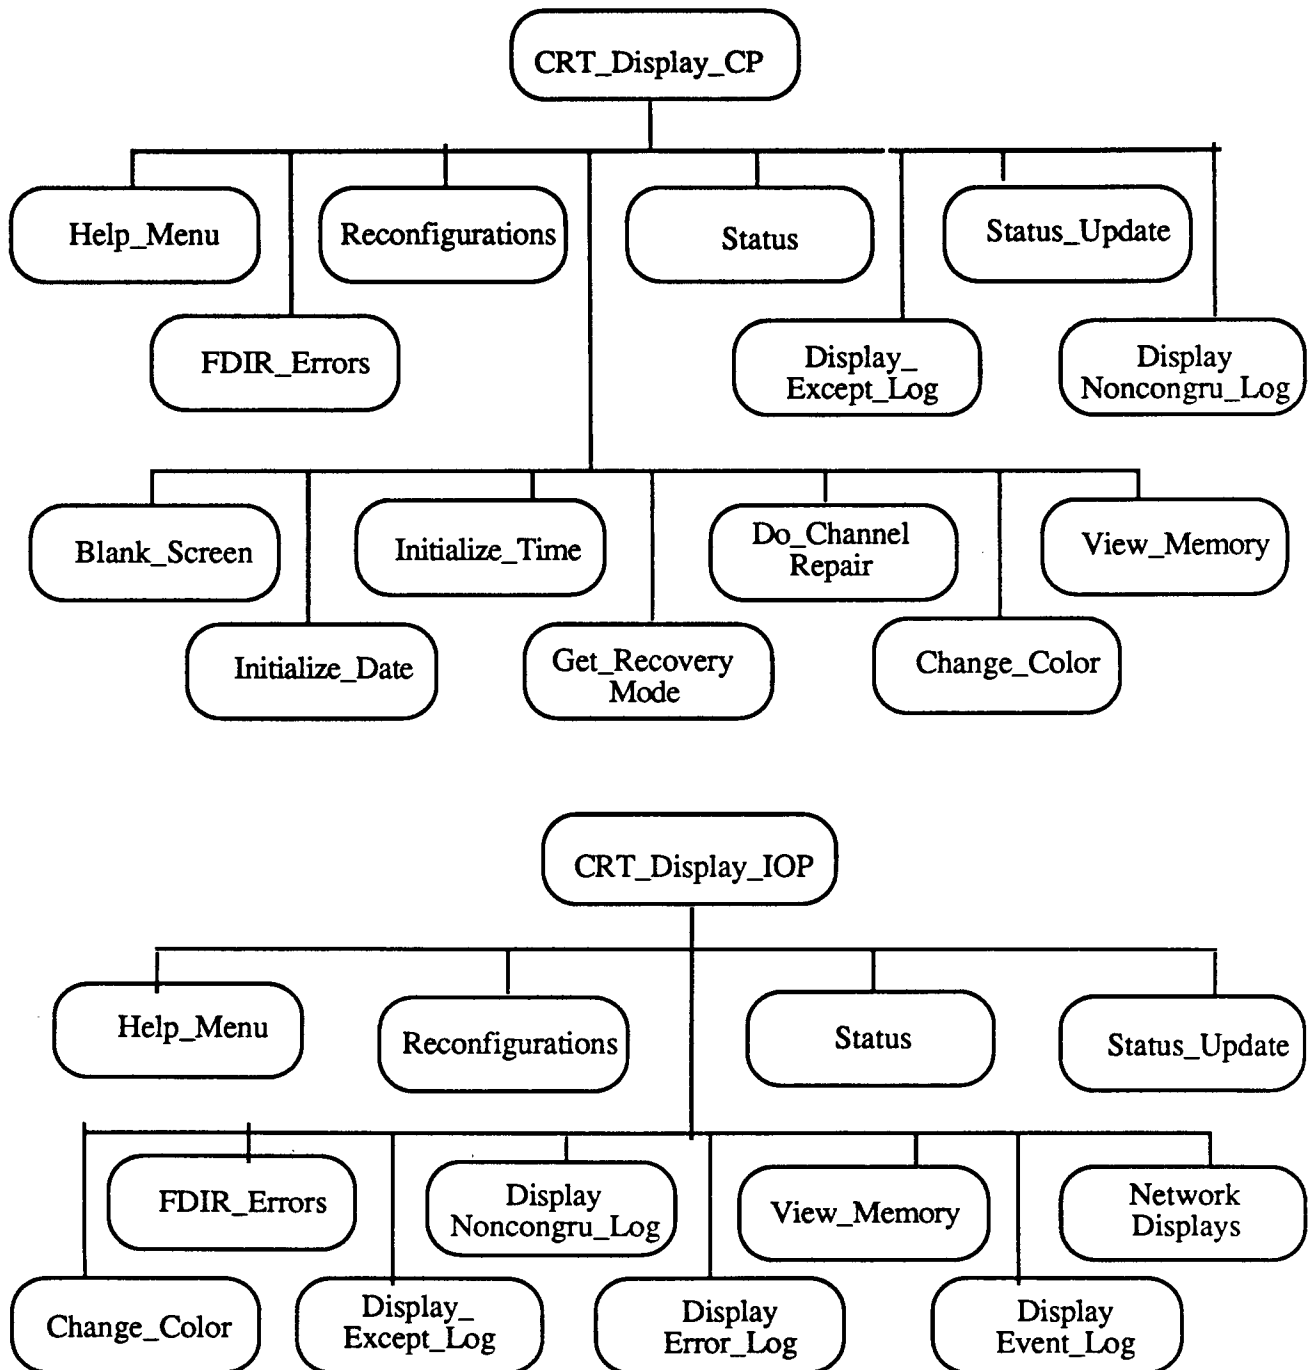 CRT_Display_CP
Help_Menu
Reconfigurations
Status
Status_Update
FDIR_Errors
Display_
Except_Log
Display
Noncongru_Log
Blank_Screen
Initialize_Time
Do_Channel
Repair
View_Memory
Initialize_Date
Get_Recovery
Mode
Change_Color
CRT_Display_IOP
Help_Menu
Reconfigurations
Status
Status_Update
FDIR_Errors
Display
Noncongru_Log
View_Memory
Network
Displays
Change_Color
Display_
Except_Log
Display
Error_Log
Display
Event_Log